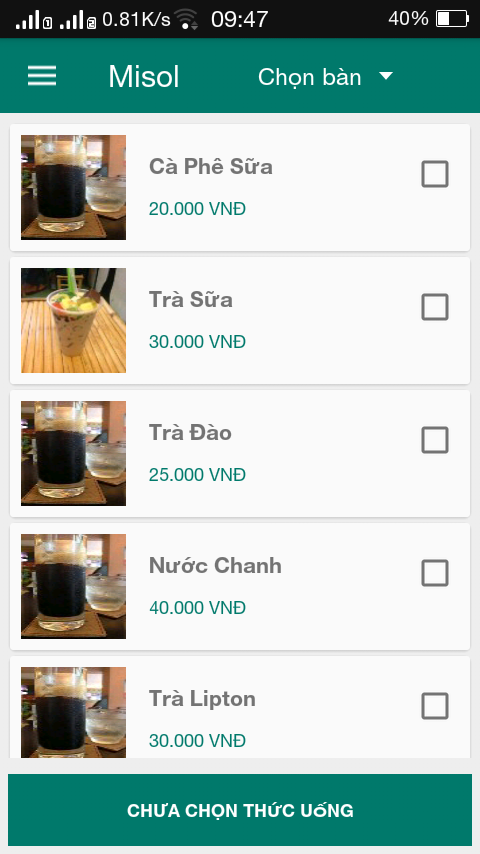 1 2 0.81K/s 09:47 40%
Misol Chọn bàn
Cà Phê Sữa
20.000 VNĐ
Trà Sữa
30.000 VNĐ
Trà Đào
25.000 VNĐ
Nước Chanh
40.000 VNĐ
Trà Lipton
30.000 VNĐ
CHƯA CHỌN THỨC UỐNG